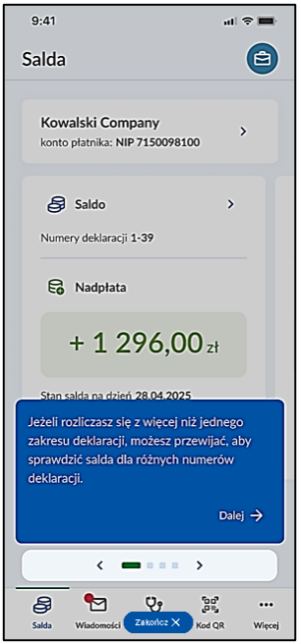 9:41
Salda
Kowalski Company
konto płatnika: NIP 7150098100
Saldo
Numery deklaracji 1-39
Nadpłata
+ 1 296,00 zł
Stan salda na dzień 28.04.2025
Jeżeli rozliczasz się z więcej niż jednego
zakresu deklaracji, możesz przewijać, aby
sprawdzić salda dla różnych numerów
deklaracji.
Dalej →
Salda
Wiadomości
Zakończ ✕
Kod QR
Więcej